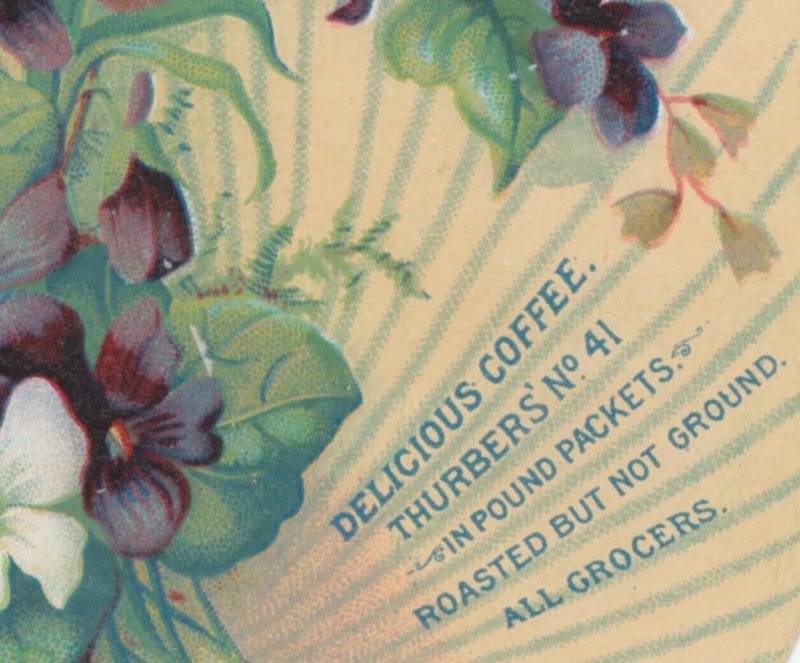 DELICIOUS COFFEE.
THURBERS' No 41
IN POUND PACKETS.
ROASTED BUT NOT GROUND.
ALL GROCERS.